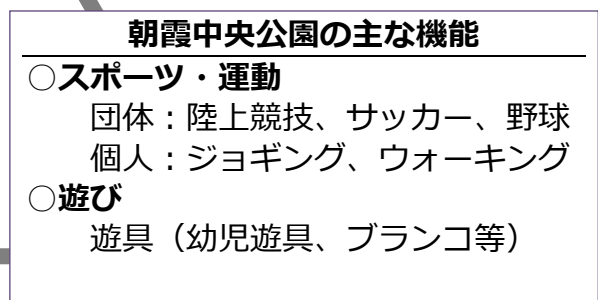 朝霞中央公園の主な機能
○スポーツ・運動
団体：陸上競技、サッカー、野球
個人：ジョギング、ウォーキング
○遊び
遊具（幼児遊具、ブランコ等）